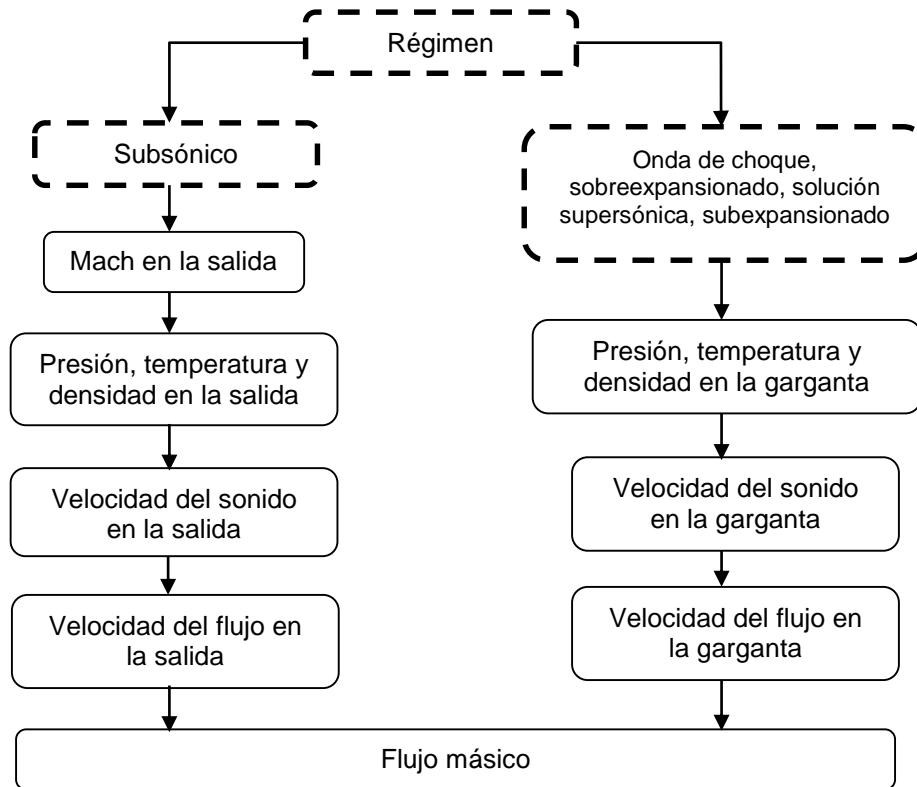 Régimen
Subsónico
Onda de choque,
sobreexpansionado, solución
supersónica, subexpansionado
Mach en la salida
Presión, temperatura y
densidad en la salida
Presión, temperatura y
densidad en la garganta
Velocidad del sonido
en la salida
Velocidad del sonido
en la garganta
Velocidad del flujo en
la salida
Velocidad del flujo en
la garganta
Flujo másico